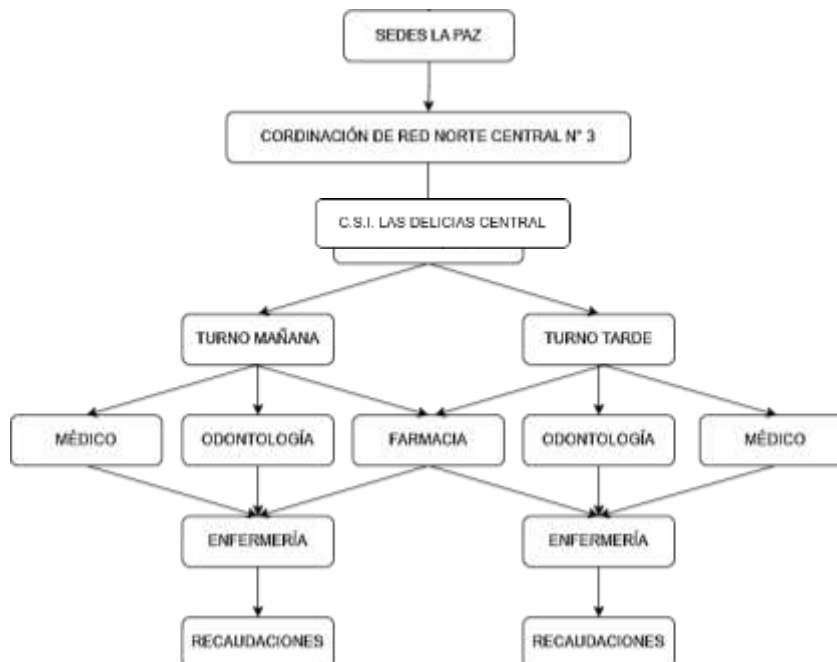 SEDES LA PAZ
CORDINACIÓN DE RED NORTE CENTRAL N° 3
C.S.I. LAS DELICIAS CENTRAL
TURNO MAÑANA
TURNO TARDE
MÉDICO
ODONTOLOGÍA
FARMACIA
ODONTOLOGÍA
MÉDICO
ENFERMERÍA
ENFERMERÍA
RECAUDACIONES
RECAUDACIONES